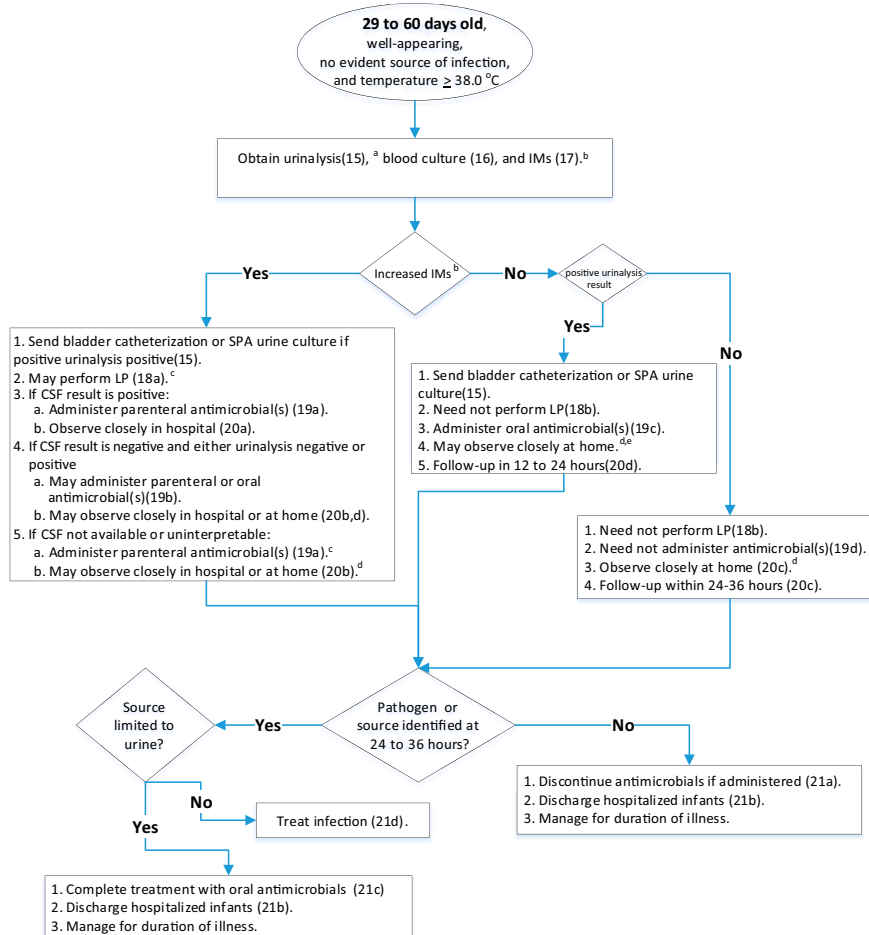 29 to 60 days old,
well-appearing,
no evident source of infection,
and temperature ≥ 38.0 °C
Obtain urinalysis(15), a blood culture (16), and IMs (17).b
Increased IMs b
Yes
No
positive urinalysis
result
Yes
No
1. Send bladder catheterization or SPA urine culture if
positive urinalysis positive(15).
2. May perform LP (18a).c
3. If CSF result is positive:
a. Administer parenteral antimicrobial(s) (19a).
b. Observe closely in hospital (20a).
4. If CSF result is negative and either urinalysis negative or
positive
a. May administer parenteral or oral
antimicrobial(s)(19b).
b. May observe closely in hospital or at home (20b,d).
5. If CSF not available or uninterpretable:
a. Administer parenteral antimicrobial(s) (19a).c
b. May observe closely in hospital or at home (20b).d
1. Send bladder catheterization or SPA urine
culture(15).
2. Need not perform LP(18b).
3. Administer oral antimicrobial(s)(19c).
4. May observe closely at home.d,e
5. Follow-up in 12 to 24 hours(20d).
1. Need not perform LP(18b).
2. Need not administer antimicrobial(s)(19d).
3. Observe closely at home (20c).d
4. Follow-up within 24-36 hours (20c).
Pathogen or
source identified at
24 to 36 hours?
Yes
No
Source
limited to
urine?
No
Yes
Treat infection (21d).
1. Discontinue antimicrobials if administered (21a).
2. Discharge hospitalized infants (21b).
3. Manage for duration of illness.
1. Complete treatment with oral antimicrobials (21c)
2. Discharge hospitalized infants (21b).
3. Manage for duration of illness.